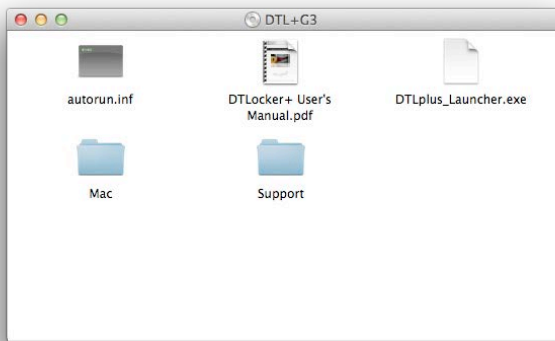 DTL+G3
autorun.inf
DTLocker+ User's
Manual.pdf
DTLplus_Launcher.exe
Mac
Support